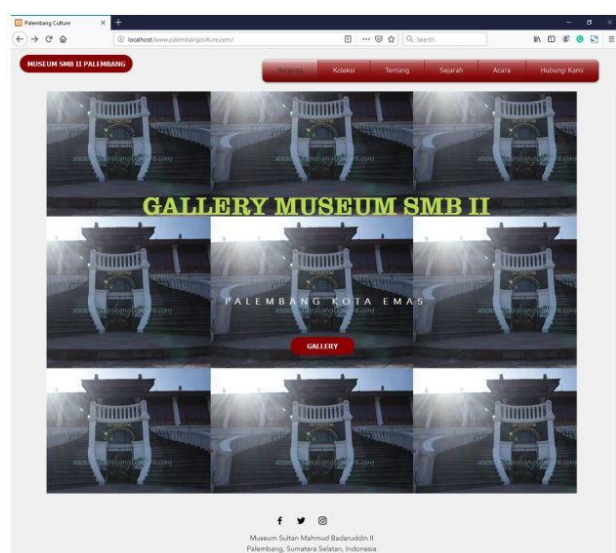 Palembang Culture
localhost/www.palembangculture.com/
Search
MUSEUM SMB II PALEMBANG
Beranda Koleksi Tentang Sejarah Acara Hubungi Kami
GALLERY MUSEUM SMB II
PALEMBANG KOTA EMAS
GALLERY
Museum Sultan Mahmud Badaruddin II
Palembang, Sumatera Selatan, Indonesia